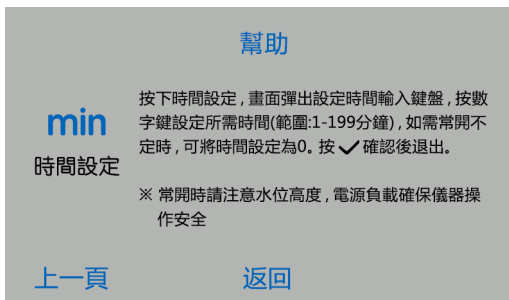 幫助
min
時間設定
按下時間設定,畫面彈出設定時間輸入鍵盤,按數
字鍵設定所需時間(範圍:1-199分鐘),如需常開不
定時,可將時間設定為0。按✓確認後退出。
※ 常開時請注意水位高度,電源負載確保儀器操
作安全
上一頁
返回